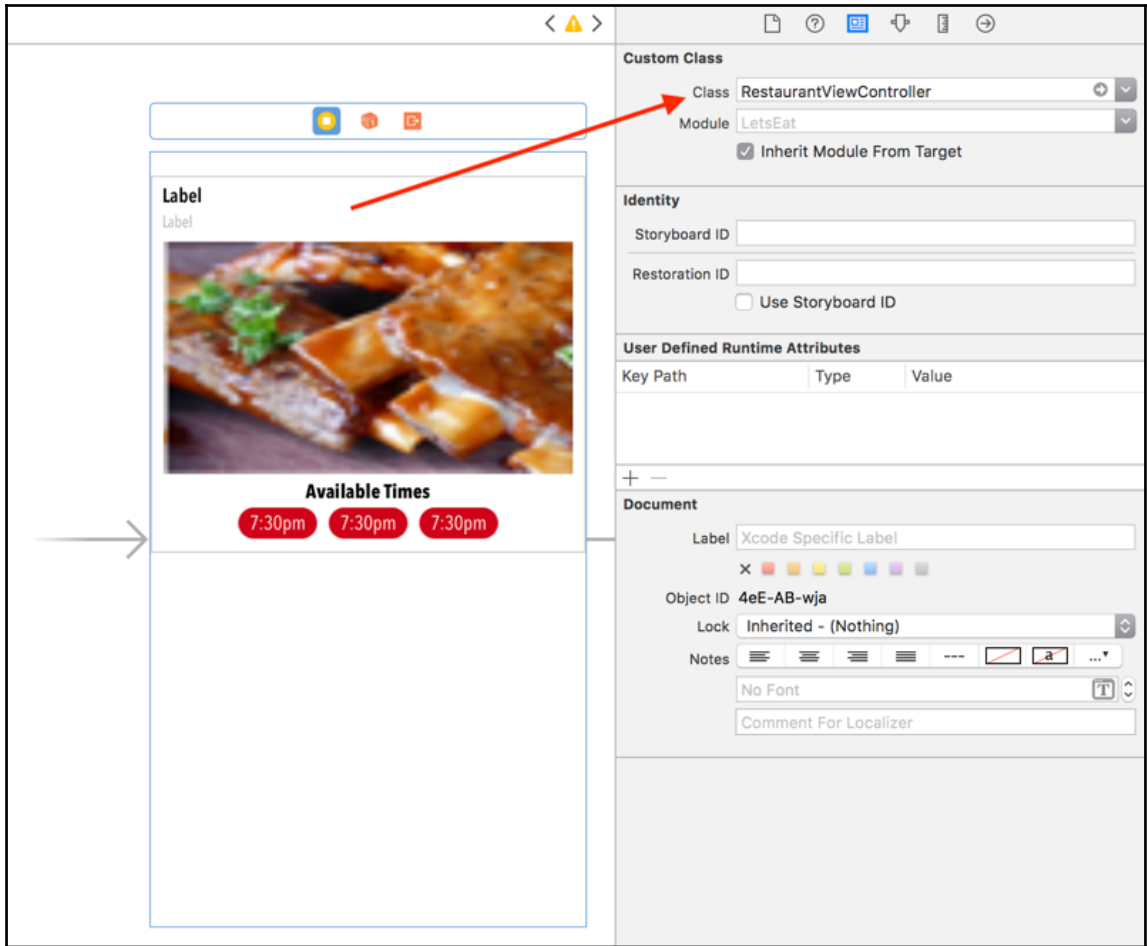 Custom Class
Class RestaurantViewController
Module LetsEat
Inherit Module From Target
Identity
Storyboard ID
Restoration ID
Use Storyboard ID
User Defined Runtime Attributes
Key Path Type Value
Document
Label Xcode Specific Label
Object ID 4eE-AB-wja
Lock Inherited - (Nothing)
Notes
a
No Font
T
Comment For Localizer
Label
Label
Available Times
7:30pm 7:30pm 7:30pm